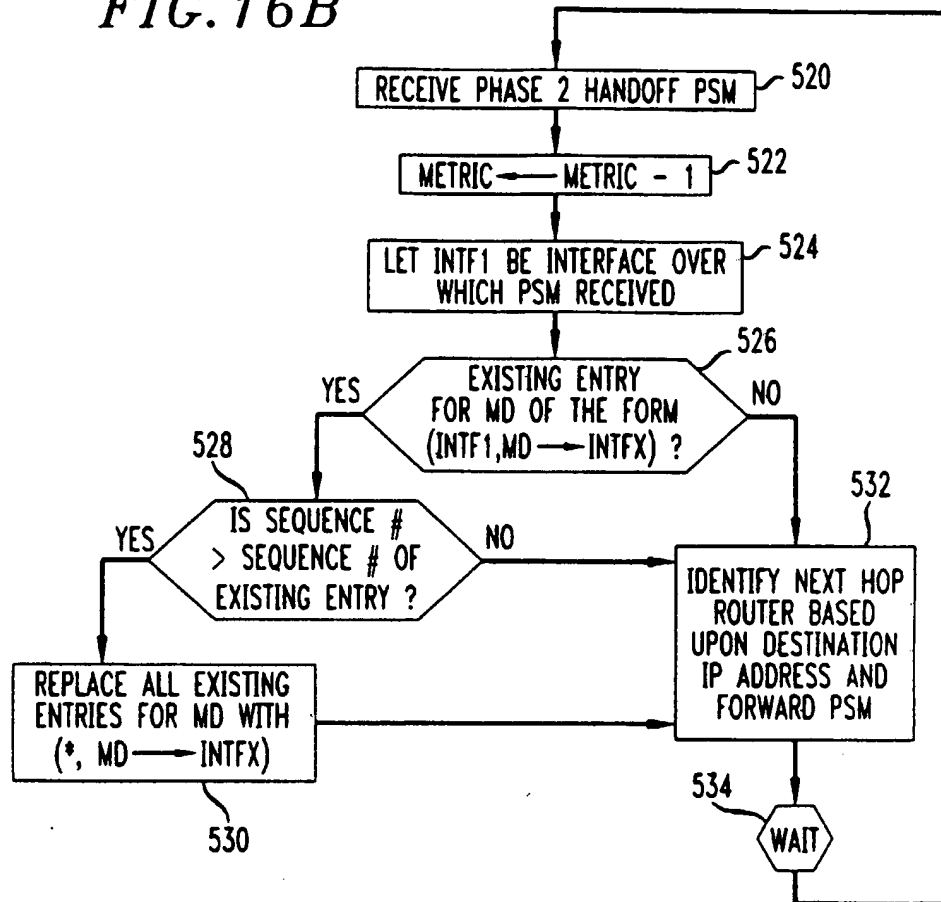 FIG. 16B
RECEIVE PHASE 2 HANDOFF PSM
520
METRIC ← METRIC - 1
522
LET INTF1 BE INTERFACE OVER
WHICH PSM RECEIVED
524
EXISTING ENTRY
FOR MD OF THE FORM
(INTF1,MD → INTFX) ?
526
YES
NO
528
IS SEQUENCE #
> SEQUENCE # OF
EXISTING ENTRY ?
YES
NO
532
IDENTIFY NEXT HOP
ROUTER BASED
UPON DESTINATION
IP ADDRESS AND
FORWARD PSM
REPLACE ALL EXISTING
ENTRIES FOR MD WITH
(*, MD → INTFX)
530
534
WAIT